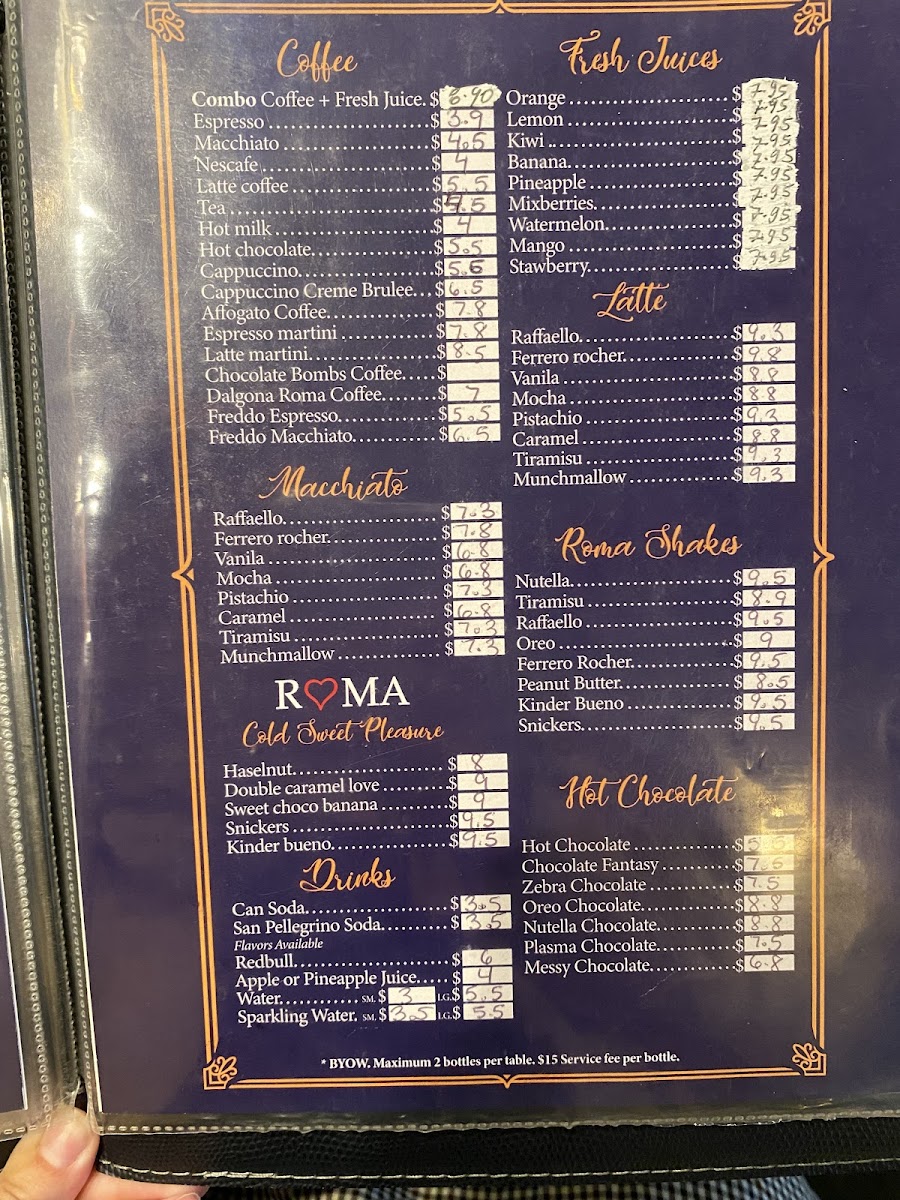 Coffee
Combo Coffee + Fresh Juice. $
Espresso $ 3.9
Macchiato $ 4.5
Nescafe $ 4
Latte coffee $ 5.5
Tea $ 4.5
Hot milk $ 4
Hot chocolate $ 5.5
Cappuccino $ 5.6
Cappuccino Creme Brulee $ 6.5
Affogato Coffee $ 7.8
Espresso martini $ 7.8
Latte martini $ 8.5
Chocolate Bombs Coffee $
Dalgona Roma Coffee $ 7
Freddo Espresso $ 5.5
Freddo Macchiato $ 6.5
Macchiato
Raffaello $ 7.3
Ferrero rocher $ 7.8
Vanila $ 6.8
Mocha $ 6.8
Pistachio $ 7.3
Caramel $ 6.8
Tiramisu $ 7.3
Munchmallow $ 7.3
R♡MA
Cold Sweet Pleasure
Haselnut $ 8
Double caramel love $ 9
Sweet choco banana $ 9
Snickers $ 9.5
Kinder bueno $ 9.5
Drinks
Can Soda $ 3.5
San Pellegrino Soda $ 3.5
Flavors Available
Redbull $ 6
Apple or Pineapple Juice $ 4
Water SM. $ 3 LG.$ 5.5
Sparkling Water. SM. $ 3.5 LG.$ 5.5
Fresh Juices
Orange $ 7.95
Lemon $ 7.95
Kiwi $ 7.95
Banana $ 7.95
Pineapple $ 7.95
Mixberries $ 7.95
Watermelon $ 7.95
Mango $ 7.95
Stawberry $ 7.95
Latte
Raffaello $ 9.3
Ferrero rocher $ 9.8
Vanila $ 8.8
Mocha $ 8.8
Pistachio $ 9.3
Caramel $ 8.8
Tiramisu $ 9.3
Munchmallow $ 9.3
Roma Shakes
Nutella $ 9.5
Tiramisu $ 8.9
Raffaello $ 9.5
Oreo $ 9
Ferrero Rocher $ 9.5
Peanut Butter $ 8.5
Kinder Bueno $ 9.5
Snickers $ 9.5
Hot Chocolate
Hot Chocolate $
Chocolate Fantasy $ 7.6
Zebra Chocolate $ 7.5
Oreo Chocolate $ 8.8
Nutella Chocolate $ 8.8
Plasma Chocolate $ 7.5
Messy Chocolate $ 6.8
* BYOW. Maximum 2 bottles per table. $15 Service fee per bottle.